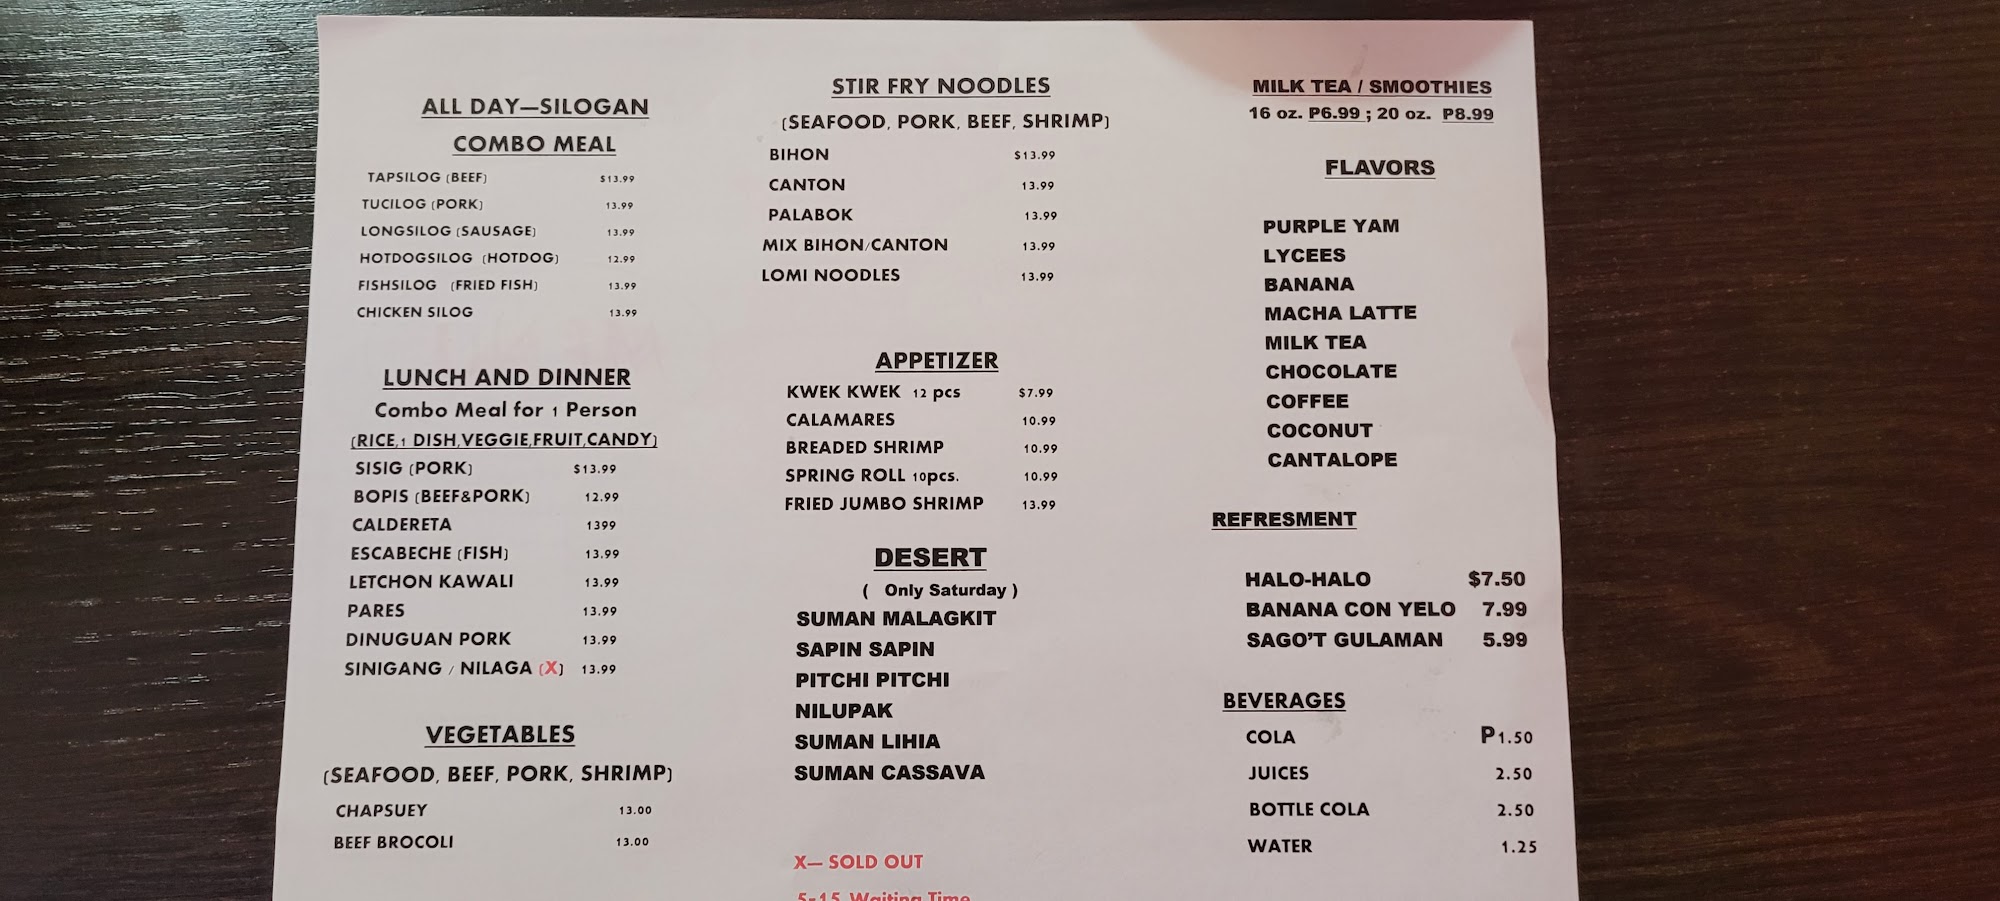 ALL DAY—SILOGAN
COMBO MEAL
TAPSILOG (BEEF) $13.99
TUCILOG (PORK) 13.99
LONGSILOG (SAUSAGE) 13.99
HOTDOGSILOG (HOTDOG) 12.99
FISHSILOG (FRIED FISH) 13.99
CHICKEN SILOG 13.99
LUNCH AND DINNER
Combo Meal for 1 Person
(RICE,1 DISH,VEGGIE,FRUIT,CANDY)
SISIG (PORK) $13.99
BOPIS (BEEF&PORK) 12.99
CALDERETA 1399
ESCABECHE (FISH) 13.99
LETCHON KAWALI 13.99
PARES 13.99
DINUGUAN PORK 13.99
SINIGANG / NILAGA (X) 13.99
VEGETABLES
(SEAFOOD, BEEF, PORK, SHRIMP)
CHAPSUEY 13.00
BEEF BROCOLI 13.00
STIR FRY NOODLES
(SEAFOOD, PORK, BEEF, SHRIMP)
BIHON $13.99
CANTON 13.99
PALABOK 13.99
MIX BIHON/CANTON 13.99
LOMI NOODLES 13.99
APPETIZER
KWEK KWEK 12 pcs $7.99
CALAMARES 10.99
BREADED SHRIMP 10.99
SPRING ROLL 10pcs. 10.99
FRIED JUMBO SHRIMP 13.99
DESERT
( Only Saturday )
SUMAN MALAGKIT
SAPIN SAPIN
PITCHI PITCHI
NILUPAK
SUMAN LIHIA
SUMAN CASSAVA
X— SOLD OUT
5-15 Waiting Time
MILK TEA / SMOOTHIES
16 oz. P6.99 ; 20 oz. P8.99
FLAVORS
PURPLE YAM
LYCEES
BANANA
MACHA LATTE
MILK TEA
CHOCOLATE
COFFEE
COCONUT
CANTALOPE
REFRESMENT
HALO-HALO $7.50
BANANA CON YELO 7.99
SAGO'T GULAMAN 5.99
BEVERAGES
COLA P1.50
JUICES 2.50
BOTTLE COLA 2.50
WATER 1.25